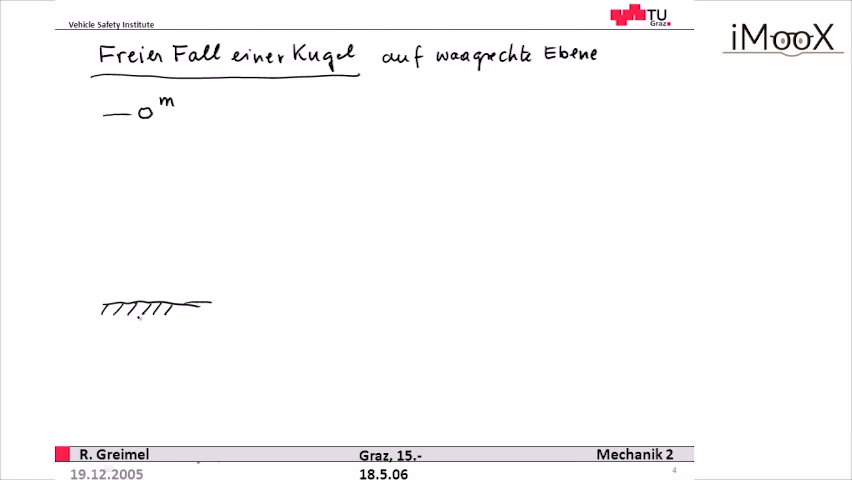 Vehicle Safety Institute
TU
Graz
iMooX
Freier Fall einer Kugel auf waagrechte Ebene
m
R. Greimel Graz, 15.- Mechanik 2
19.12.2005 18.5.06 4